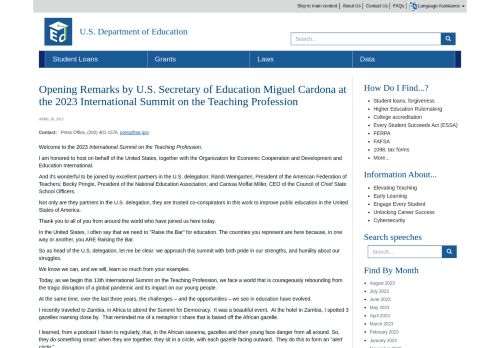 Skip to main content | About Us | Contact Us | FAQs | Language Assistance
U.S. Department of Education
Search...
Student Loans
Grants
Laws
Data
Opening Remarks by U.S. Secretary of Education Miguel Cardona at
the 2023 International Summit on the Teaching Profession
Contact: Press Office, (202) 401-1576, press@ed.gov
Welcome to the 2023 International Summit on the Teaching Profession.
I am honored to host on behalf of the United States, together with the Organization for Economic Cooperation and Development and
Education International.
And it's wonderful to be joined by excellent partners in the U.S. delegation: Randi Weingarten, President of the American Federation of
Teachers; Becky Pringle, President of the National Education Association; and Carissa Moffat Miller, CEO of the Council of Chief State
School Officers.
Not only are they partners in the U.S. delegation, they are trusted co-conspirators in this work to improve public education in the United
States of America.
Thank you to all of you from around the world who have joined us here today.
In the United States, I often say that we need to "Raise the Bar" for education. The countries you represent are here because, in one
way or another, you ARE Raising the Bar.
So as head of the U.S. delegation, let me be clear: we approach this summit with both pride in our strengths, and humility about our
struggles.
We know we can, and we will, learn so much from your examples.
Today, as we begin this 13th International Summit on the Teaching Profession, we face a world that is courageously rebounding from
the tragic disruption of a global pandemic and its impact on our young people.
At the same time, over the last three years, the challenges – and the opportunities – we see in education have evolved.
I recently traveled to Zambia, in Africa to attend the Summit for Democracy. It was a beautiful event. At the hotel in Zambia, I spotted 3
gazelles roaming close by. That reminded me of a metaphor I share that is based off the African gazelle.
I learned, from a podcast I listen to regularly, that, in the African savanna, gazelles and their young face danger from all around. So,
they do something smart: when they are together, they sit in a circle, with each gazelle facing outward. They do this to form an "alert
circle."
How Do I Find...?
Student loans, forgiveness
Higher Education Rulemaking
College accreditation
Every Student Succeeds Act (ESSA)
FERPA
FAFSA
1098, tax forms
More...
Information About...
Elevating Teaching
Early Learning
Engage Every Student
Unlocking Career Success
Cybersecurity
Search speeches
Search...
Find By Month
August 2023
July 2023
June 2023
May 2023
April 2023
March 2023
February 2023
January 2023
December 2022
November 2022